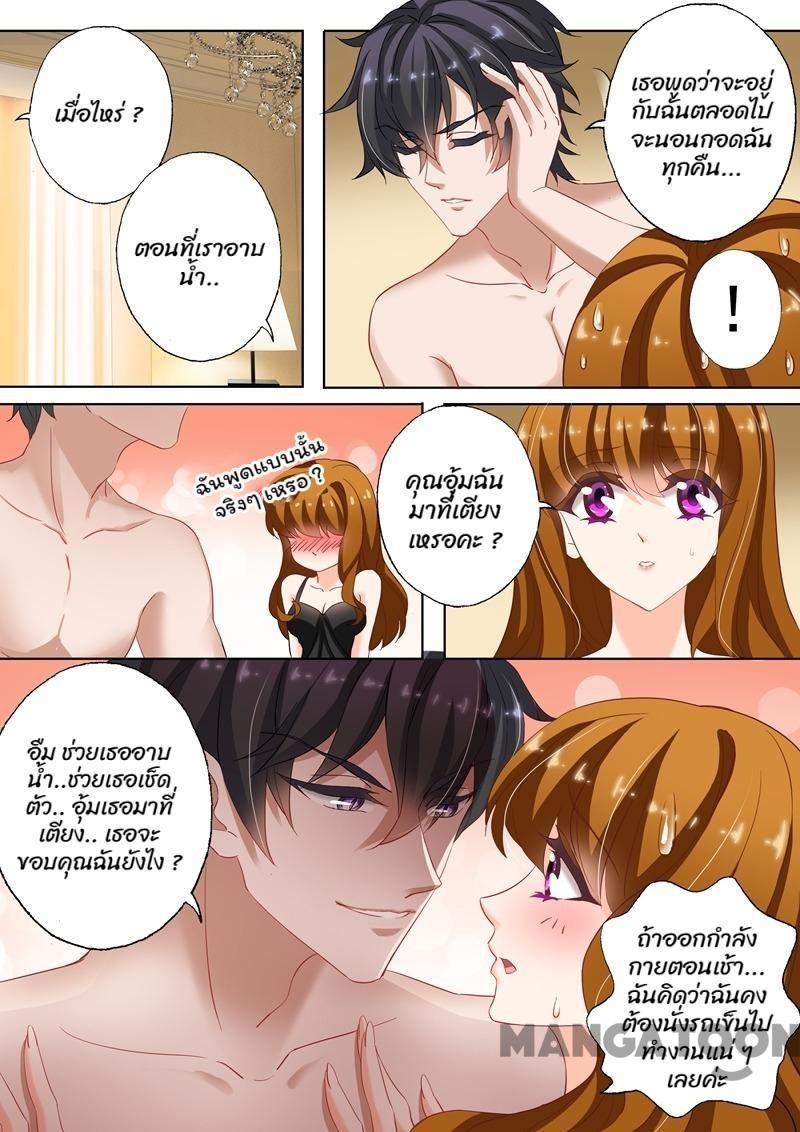 เมื่อไหร่ ?
ตอนที่เราอาบ
น้ำ..
เธอพูดว่าจะอยู่
กับฉันตลอดไป
จะนอนกอดฉัน
ทุกคืน...
!
ฉันพูดแบบนั้น
จริงๆ เหรอ ?
คุณอุ้มฉัน
มาที่เตียง
เหรอคะ ?
อืม ช่วยเธออาบ
น้ำ..ช่วยเธอเช็ด
ตัว.. อุ้มเธอมาที่
เตียง.. เธอจะ
ขอบคุณฉันยังไง ?
ถ้าออกกำลัง
กายตอนเช้า...
ฉันคิดว่าฉันคง
ต้องนั่งรถเข็นไป
ทำงานแน่ ๆ
เลยค่ะ
MANGATOON